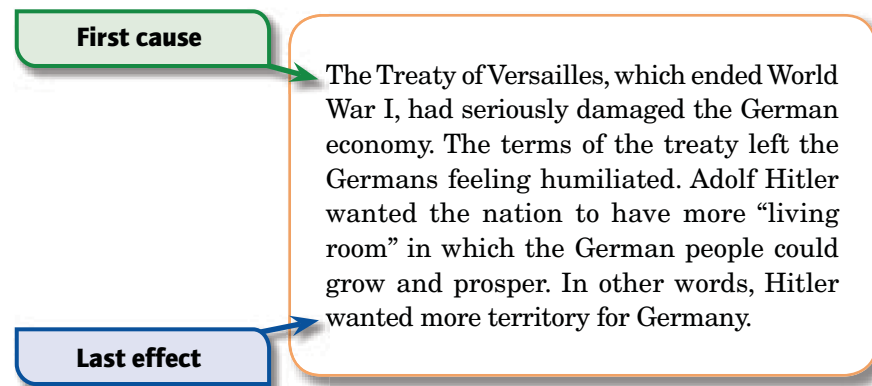 First cause
The Treaty of Versailles, which ended World
War I, had seriously damaged the German
economy. The terms of the treaty left the
Germans feeling humiliated. Adolf Hitler
wanted the nation to have more “living
room” in which the German people could
grow and prosper. In other words, Hitler
wanted more territory for Germany.
Last effect